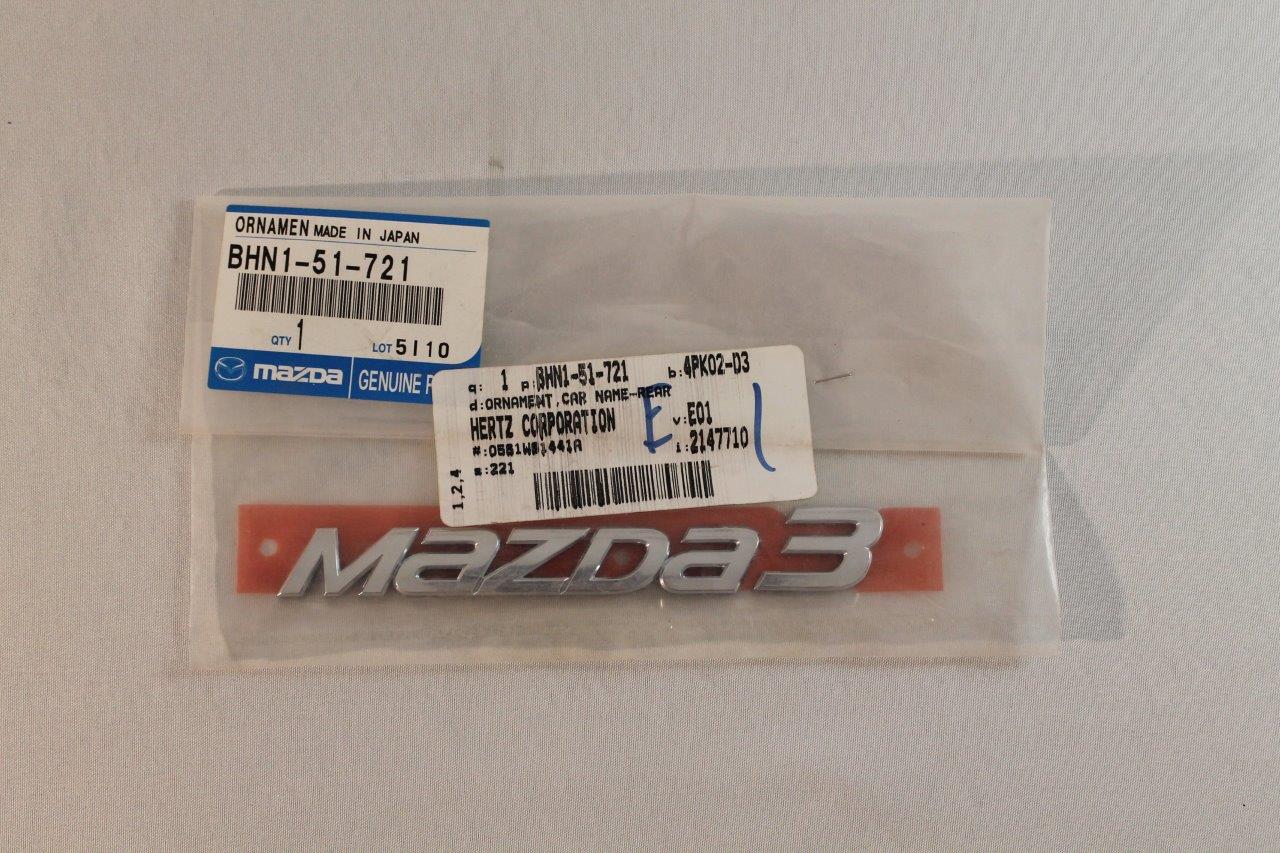 ORNAMEN MADE IN JAPAN
BHN1-51-721
QTY 1 LOT 5I10
mazda GENUINE
q: 1 p:BHN1-51-721 b:4PK02-D3
d:ORNAMENT,CAR NAME-REAR
HERTZ CORPORATION E v:E01
i:2147710
s:221
1,2,4
mazda3